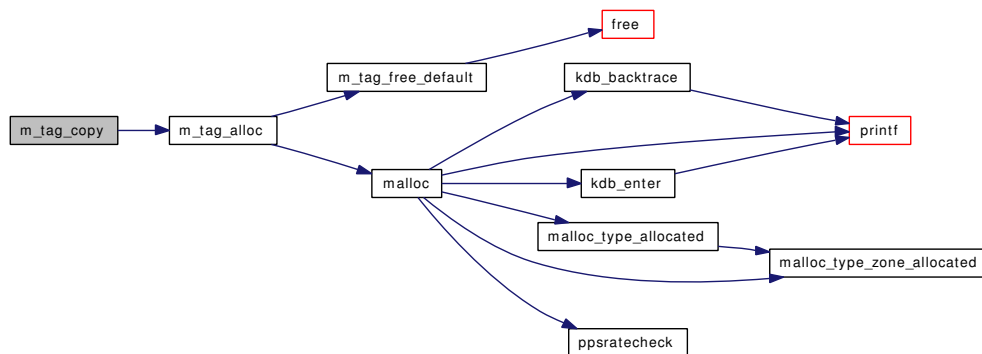 free
m_tag_free_default
kdb_backtrace
m_tag_copy
m_tag_alloc
printf
malloc
kdb_enter
malloc_type_allocated
malloc_type_zone_allocated
ppsratecheck